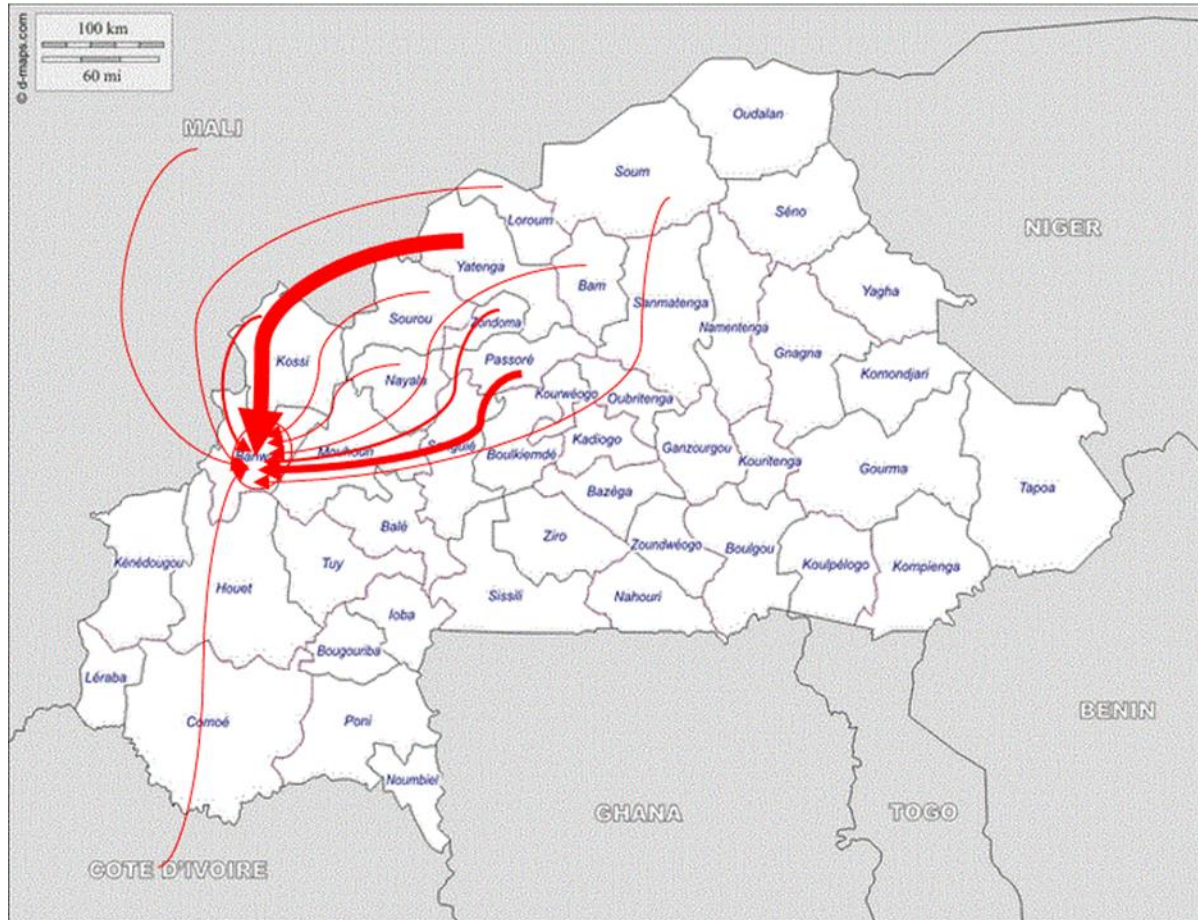 100 km
60 mi
© d-maps.com
MALI
NIGER
BENIN
TOGO
GHANA
COTE D'IVOIRE
Oudalan
Soum
Séno
Loroum
Yatenga
Bam
Yagha
Sanmatenga
Namentenga
Sourou
Zondoma
Gnagna
Kossi
Passoré
Komondjari
Nayala
Kourwéogo
Oubritenga
Mouhoun
Sanguié
Boulkiemdé
Kadiogo
Ganzourgou
Kouritenga
Gourma
Tapoa
Banwa
Bazèga
Balé
Ziro
Zoundwéogo
Boulgou
Koulpélogo
Kompienga
Kénédougou
Houet
Tuy
Sissili
Nahouri
Ioba
Bougouriba
Léraba
Comoé
Poni
Noumbiel